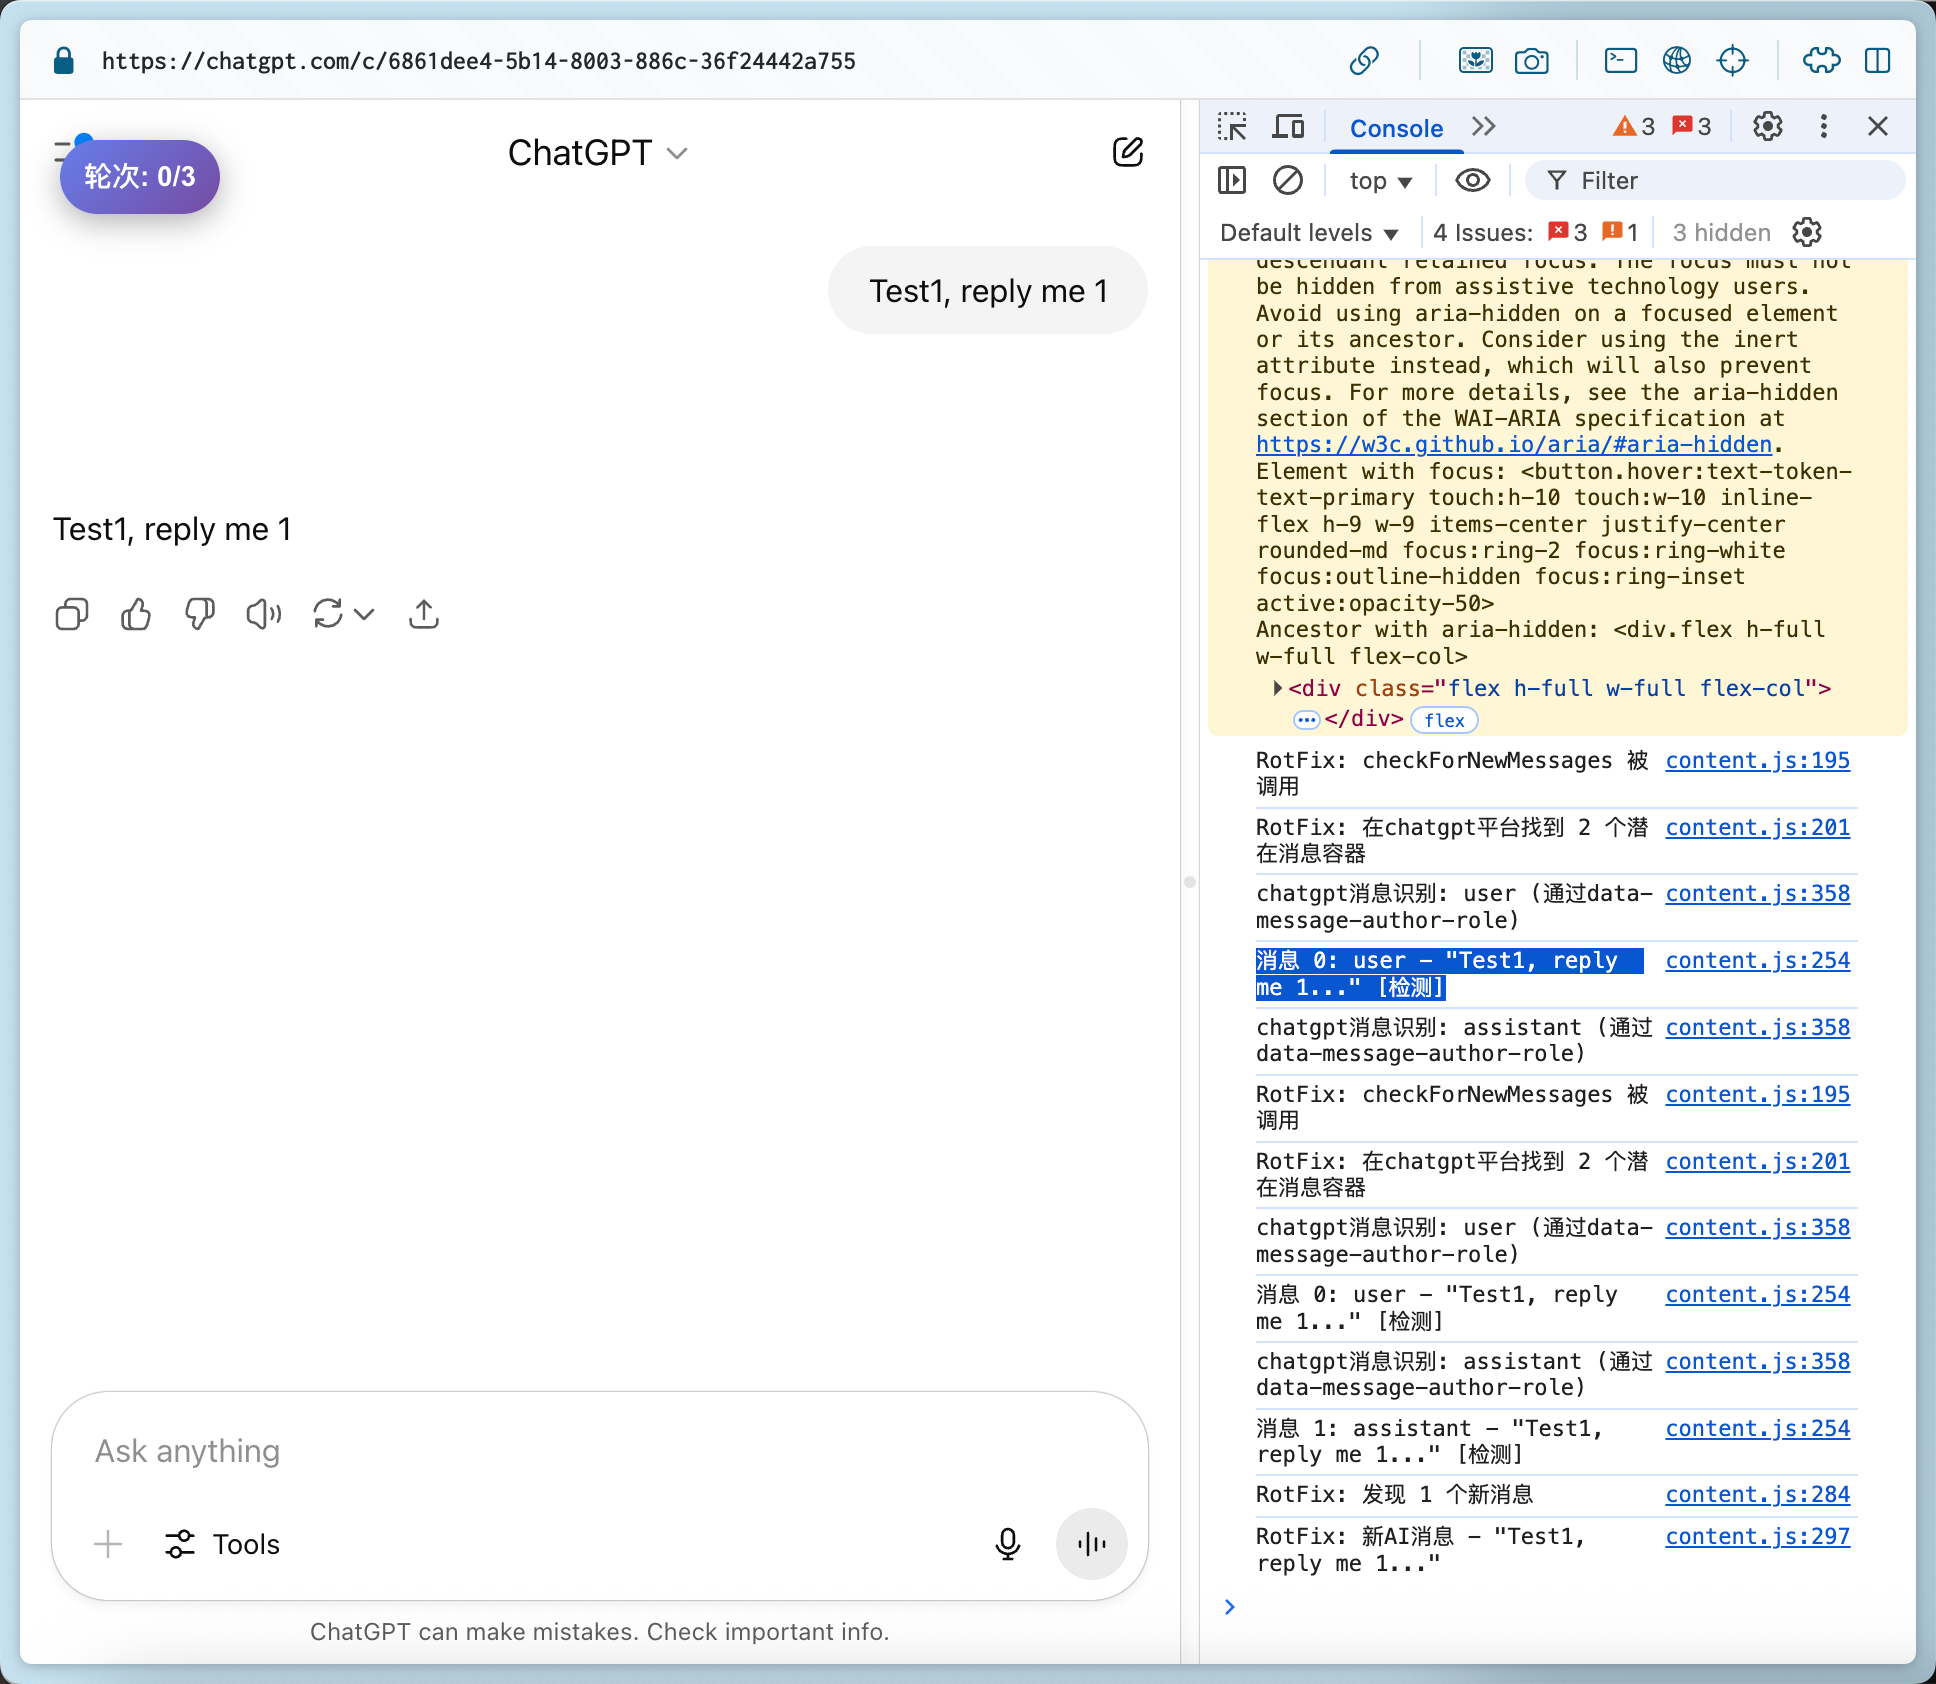 https://chatgpt.com/c/6861dee4-5b14-8003-886c-36f24442a755
轮次: 0/3
ChatGPT
Test1, reply me 1
Test1, reply me 1
Ask anything
Tools
ChatGPT can make mistakes. Check important info.
Console
3
3
top
Filter
Default levels
4 Issues:
3
1
3 hidden
descendant retained focus. The focus must not
be hidden from assistive technology users.
Avoid using aria-hidden on a focused element
or its ancestor. Consider using the inert
attribute instead, which will also prevent
focus. For more details, see the aria-hidden
section of the WAI-ARIA specification at
https://w3c.github.io/aria/#aria-hidden.
Element with focus: <button.hover:text-token-
text-primary touch:h-10 touch:w-10 inline-
flex h-9 w-9 items-center justify-center
rounded-md focus:ring-2 focus:ring-white
focus:outline-hidden focus:ring-inset
active:opacity-50>
Ancestor with aria-hidden: <div.flex h-full
w-full flex-col>
<div class="flex h-full w-full flex-col">
…</div> flex
RotFix: checkForNewMessages 被 content.js:195
调用
RotFix: 在chatgpt平台找到 2 个潜 content.js:201
在消息容器
chatgpt消息识别: user (通过data- content.js:358
message-author-role)
消息 0: user - "Test1, reply content.js:254
me 1..." [检测]
chatgpt消息识别: assistant (通过 content.js:358
data-message-author-role)
RotFix: checkForNewMessages 被 content.js:195
调用
RotFix: 在chatgpt平台找到 2 个潜 content.js:201
在消息容器
chatgpt消息识别: user (通过data- content.js:358
message-author-role)
消息 0: user - "Test1, reply content.js:254
me 1..." [检测]
chatgpt消息识别: assistant (通过 content.js:358
data-message-author-role)
消息 1: assistant - "Test1, content.js:254
reply me 1..." [检测]
RotFix: 发现 1 个新消息 content.js:284
RotFix: 新AI消息 - "Test1, content.js:297
reply me 1..."